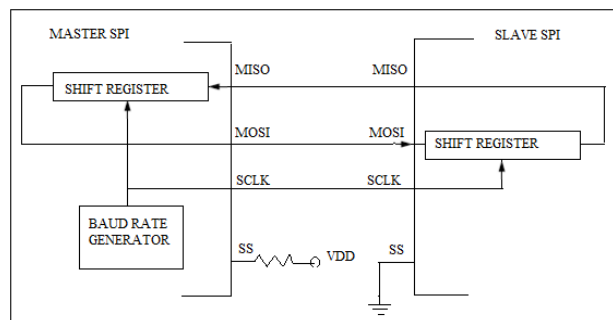 MASTER SPI
SLAVE SPI
MISO
MISO
SHIFT REGISTER
MOSI
MOSI
SHIFT REGISTER
SCLK
SCLK
BAUD RATE
GENERATOR
SS
VDD
SS